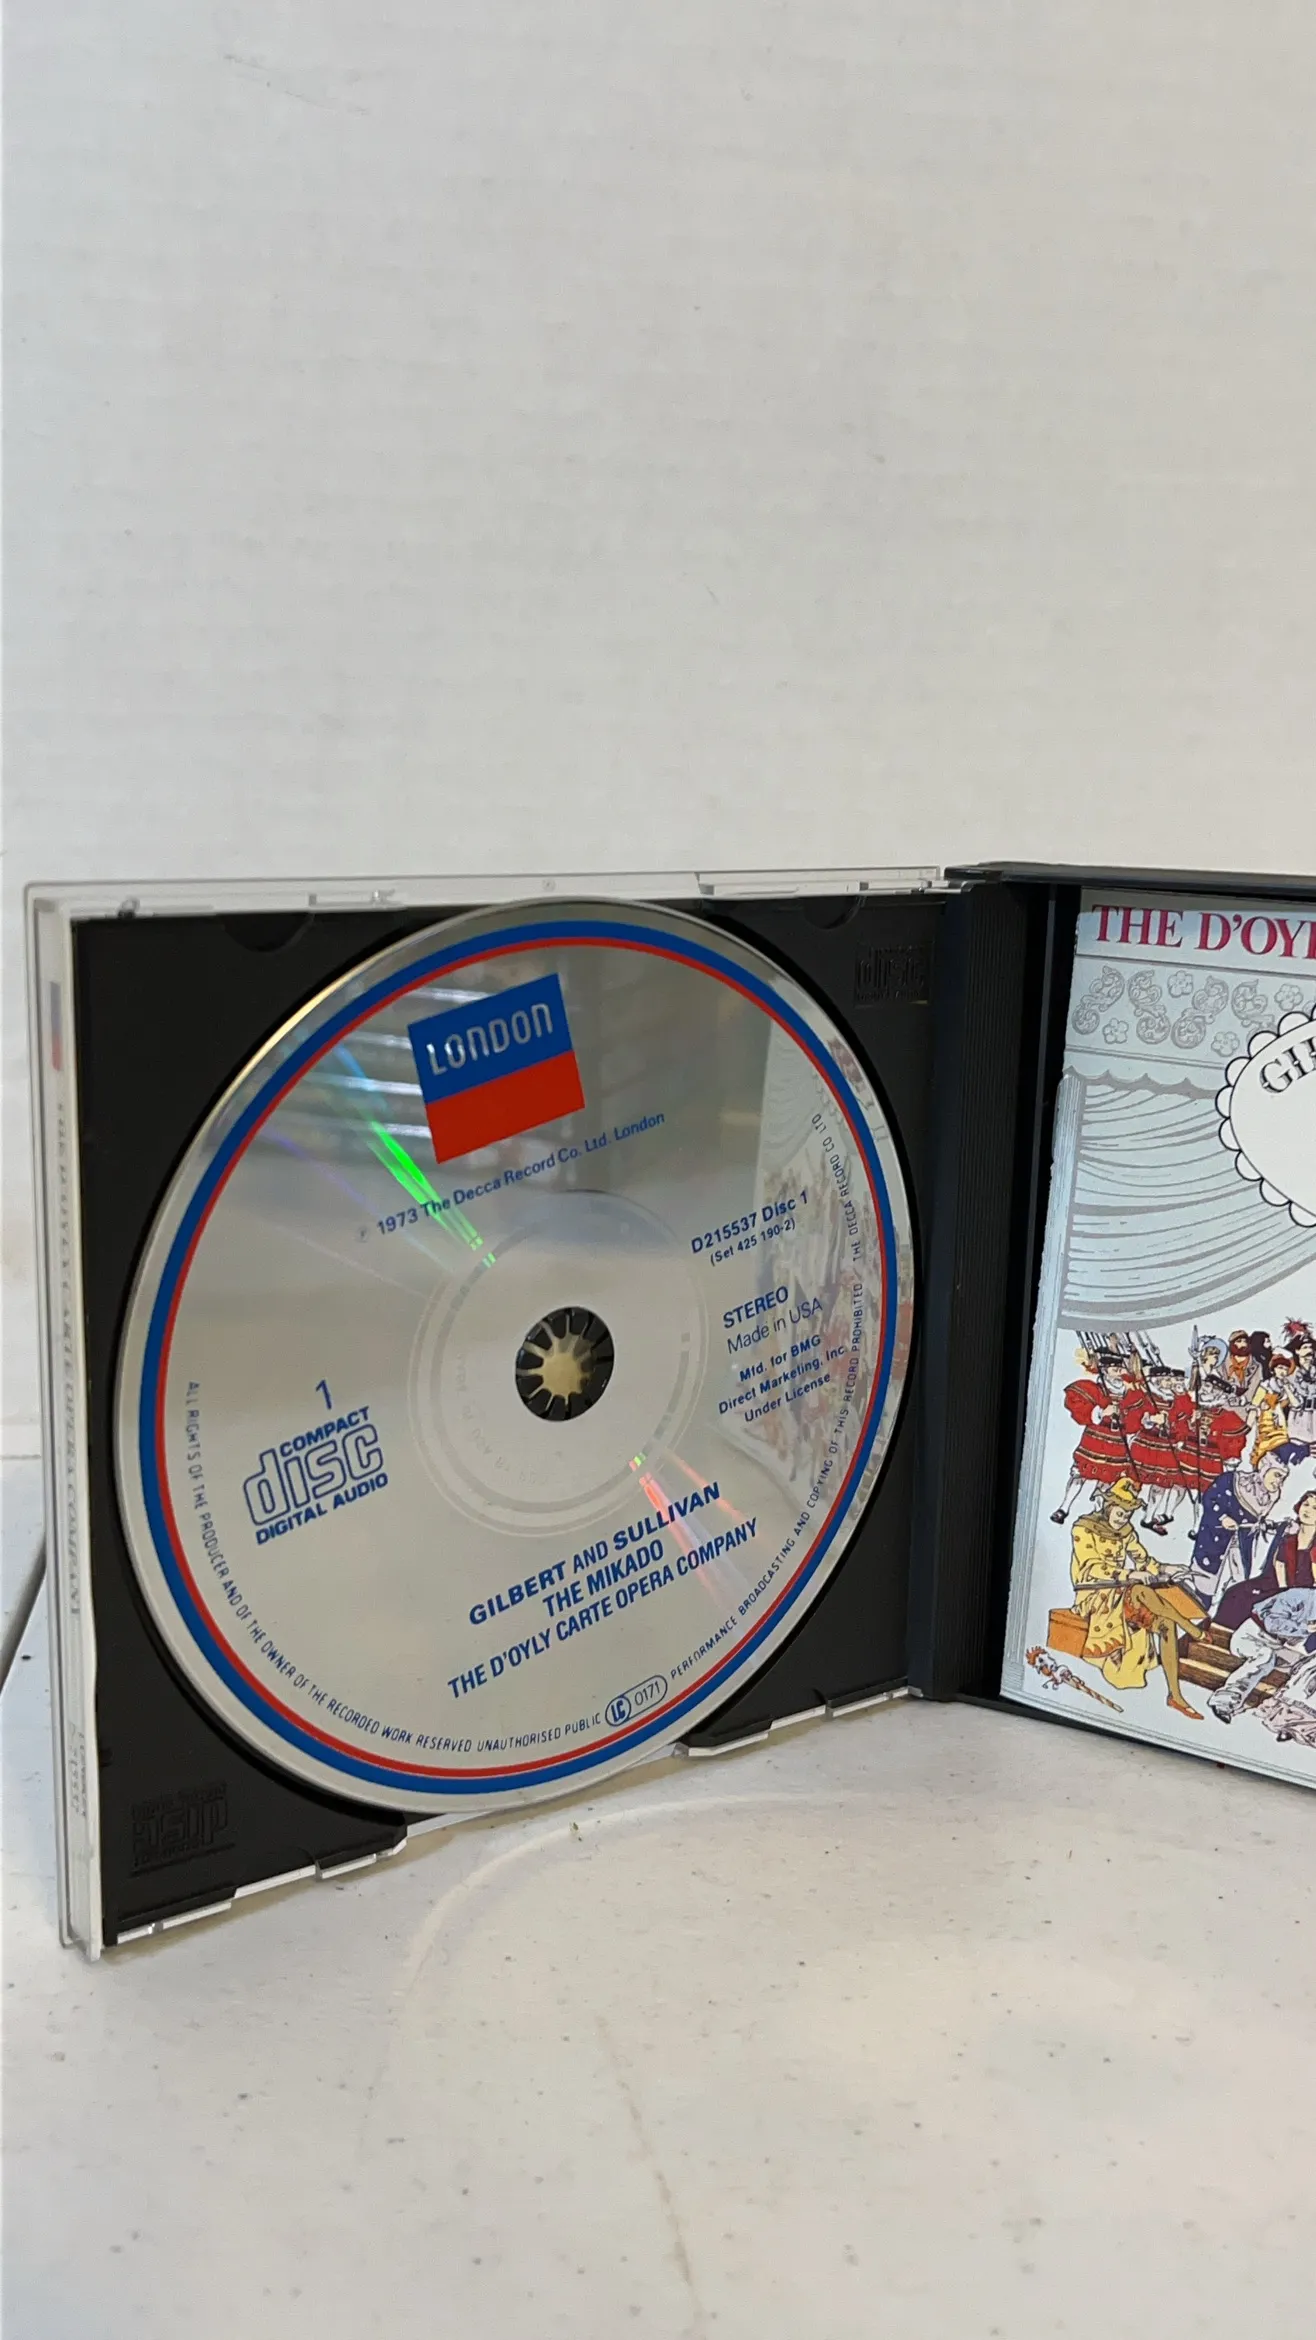 LONDON
℗ 1973 The Decca Record Co. Ltd. London
D215537 Disc 1
(Set 425 190-2)
STEREO
Made in USA
Mfd. for BMG
Direct Marketing, Inc.
Under License
1
COMPACT
disc
DIGITAL AUDIO
GILBERT AND SULLIVAN
THE MIKADO
THE D'OYLY CARTE OPERA COMPANY
ALL RIGHTS OF THE PRODUCER AND OF THE OWNER OF THE RECORDED WORK RESERVED UNAUTHORISED PUBLIC LC 0171 PERFORMANCE BROADCASTING AND COPYING OF THIS RECORD PROHIBITED THE DECCA RECORD CO. LTD.
THE D'OY